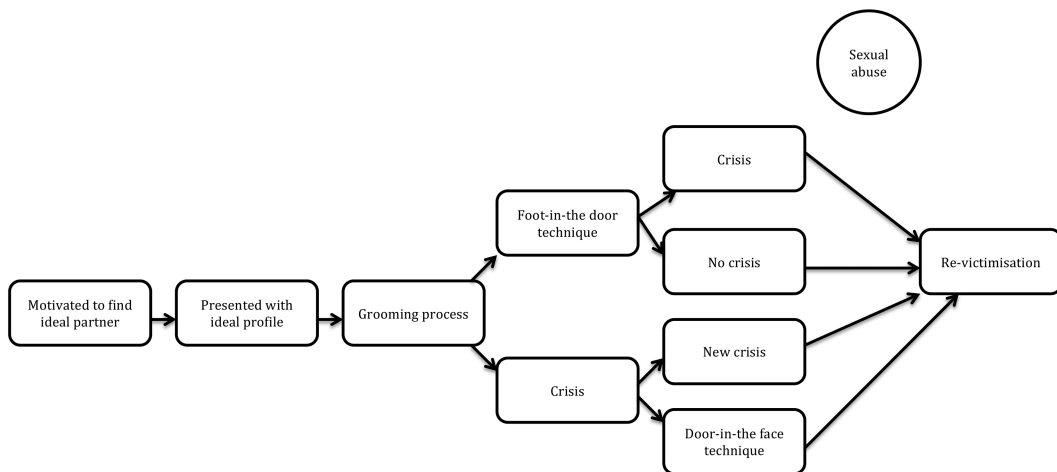 Sexual
abuse
Crisis
Foot-in-the door
technique
No crisis
Re-victimisation
Motivated to find
ideal partner
Presented with
ideal profile
Grooming process
New crisis
Crisis
Door-in-the face
technique